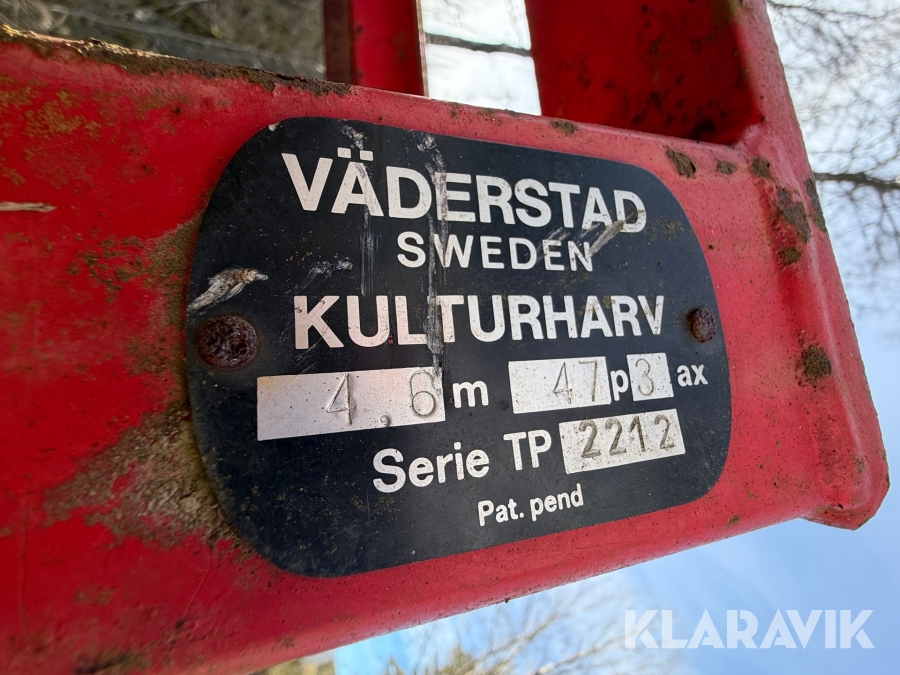 VÄDERSTAD
SWEDEN
KULTURHARV
4,6 m 47 p 3 ax
Serie TP 2212
Pat. pend
KLARAVIK